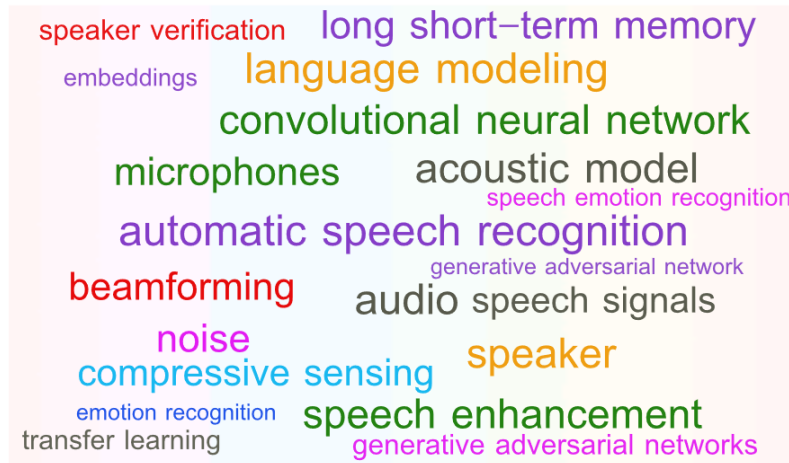 speaker verification
long short-term memory
embeddings
language modeling
convolutional neural network
microphones
acoustic model
speech emotion recognition
automatic speech recognition
generative adversarial network
beamforming
audio
speech signals
noise
speaker
compressive sensing
emotion recognition
speech enhancement
transfer learning
generative adversarial networks